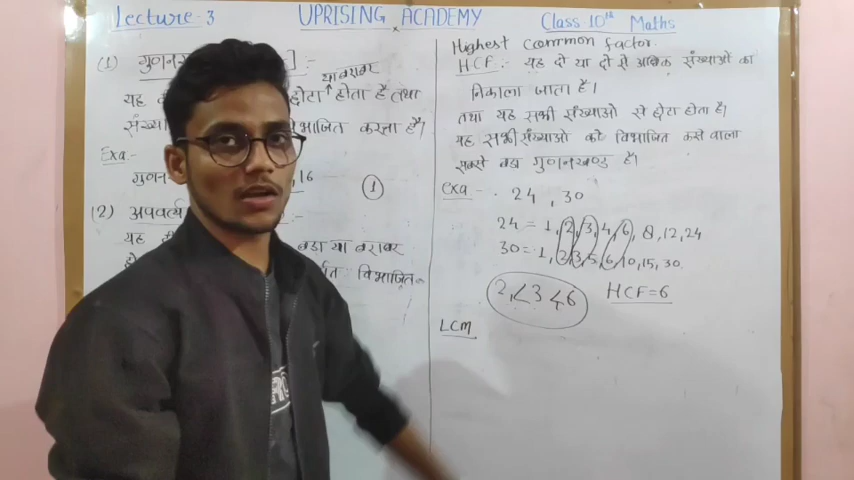 Lecture-3
UPRISING ACADEMY
Class 10th Maths
(1) गुणन
या बराबर
यह
छोटा होता है तथा
संख्या
भाजित करता है।
Exa:-
गुणन
, 16
1
(2) अपवर्त्य
यह
बडा या बराबर
विभाजित
Highest common factor.
HCF:- यह दो या दो से अधिक संख्याओं का
निकाला जाता है।
तथा यह सभी संख्याओ से छोटा होता है।
यह सभी संख्याओ को विभाजित करने वाला
सबसे बडा गुणनखण्ड है।
exa - 24, 30
24 = 1, 2, 3, 4, 6, 8, 12, 24
30 = 1, 2, 3, 5, 6, 10, 15, 30
2, < 3 < 6
HCF = 6
LCM